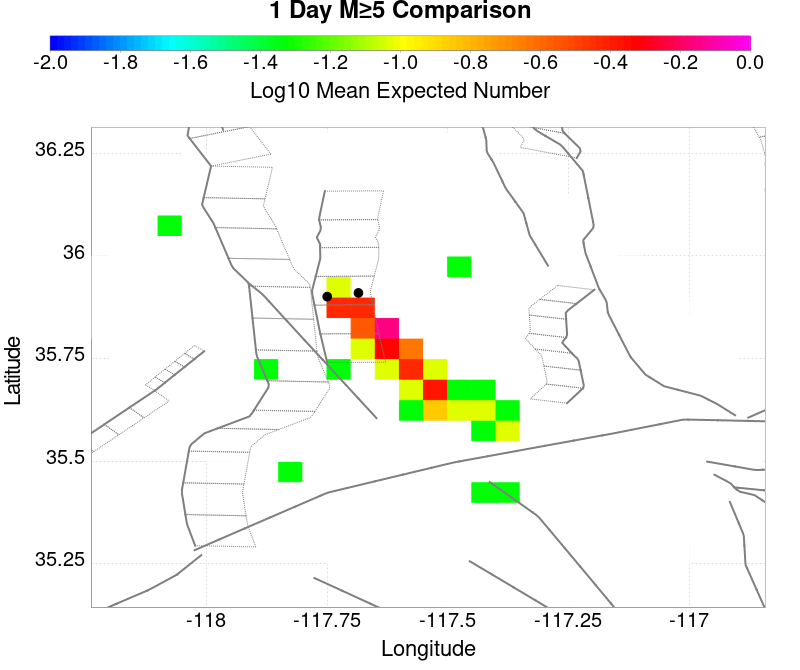 1 Day M≥5 Comparison
-2.0 -1.8 -1.6 -1.4 -1.2 -1.0 -0.8 -0.6 -0.4 -0.2 0.0
Log10 Mean Expected Number
36.25
36
35.75
35.5
35.25
Latitude
-118 -117.75 -117.5 -117.25 -117
Longitude